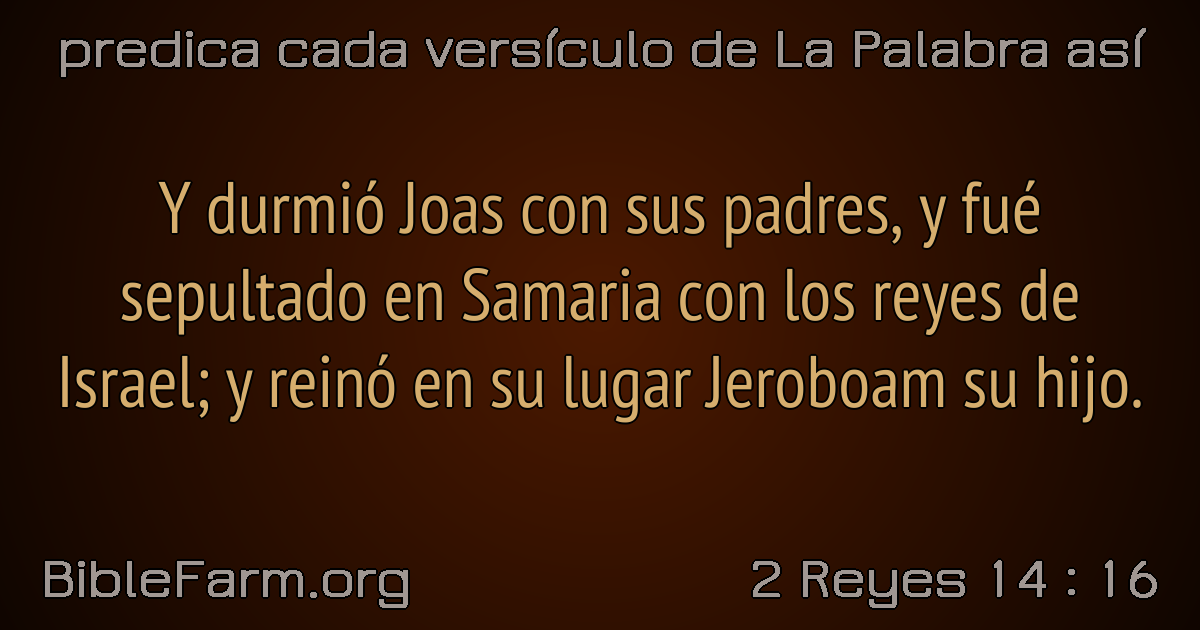 predica cada versículo de La Palabra así
Y durmió Joas con sus padres, y fué
sepultado en Samaria con los reyes de
Israel; y reinó en su lugar Jeroboam su hijo.
BibleFarm.org
2 Reyes 14 : 16